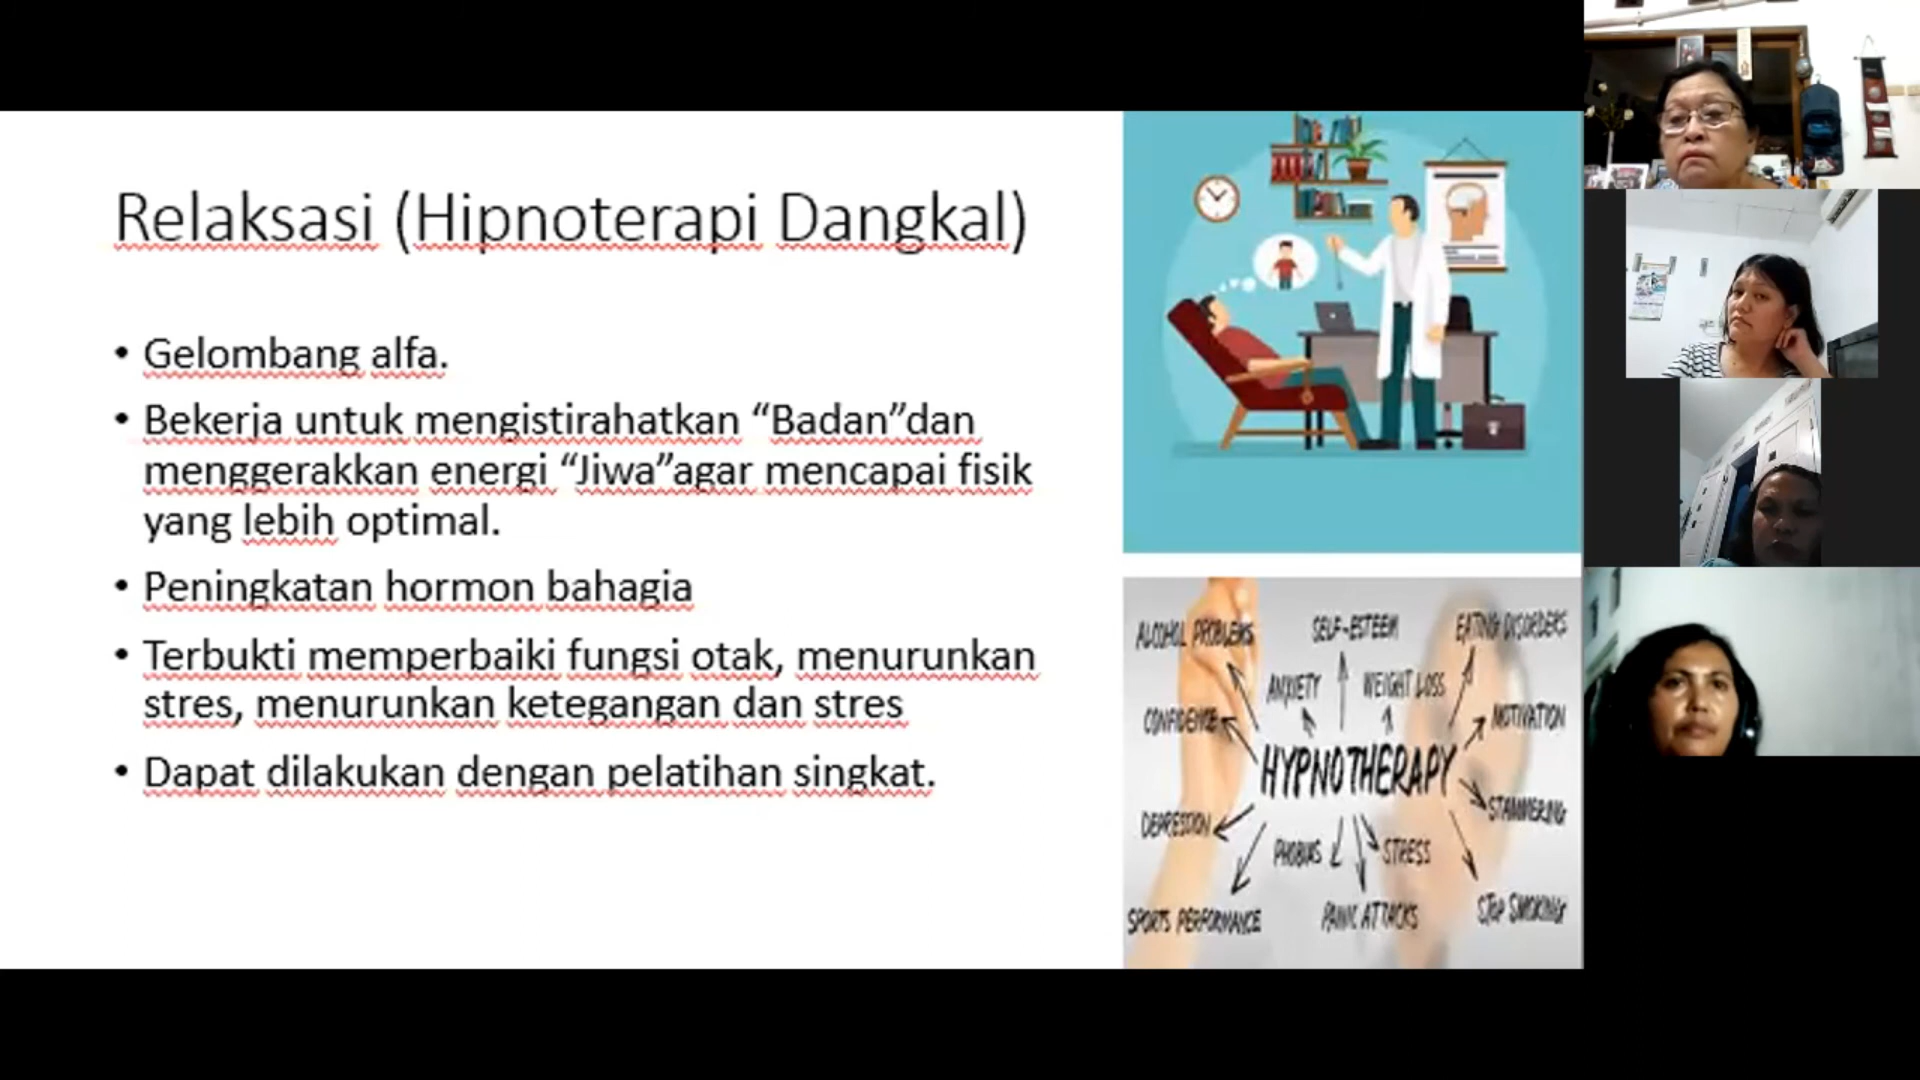 Relaksasi (Hipnoterapi Dangkal)
• Gelombang alfa.
• Bekerja untuk mengistirahatkan “Badan”dan
menggerakkan energi “Jiwa”agar mencapai fisik
yang lebih optimal.
• Peningkatan hormon bahagia
• Terbukti memperbaiki fungsi otak, menurunkan
stres, menurunkan ketegangan dan stres
• Dapat dilakukan dengan pelatihan singkat.
ALCOHOL PROBLEMS
SELF-ESTEEM
EATING DISORDERS
ANXIETY
WEIGHT LOSS
CONFIDENCE
MOTIVATION
HYPNOTHERAPY
STAMMERING
DEPRESSION
PHOBIAS
STRESS
SPORTS PERFORMANCE
PANIC ATTACKS
STOP SMOKING